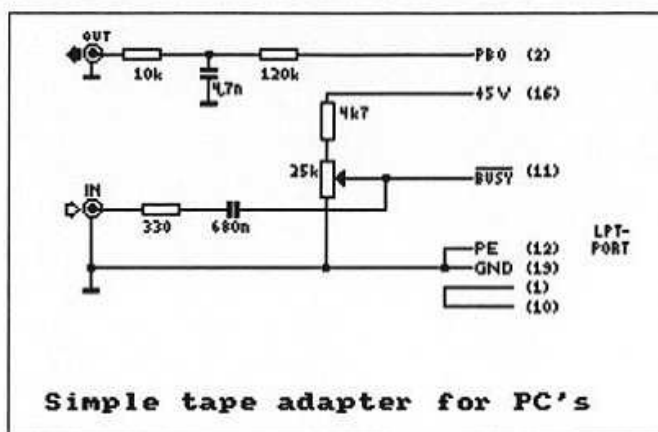 OUT
PB0 (2)
10k 120k
4,7n
45V (16)
4k7
25k
BUSY (11)
IN
330 680n
LPT-
PORT
PE (12)
GND (19)
(1)
(10)
Simple tape adapter for PC's